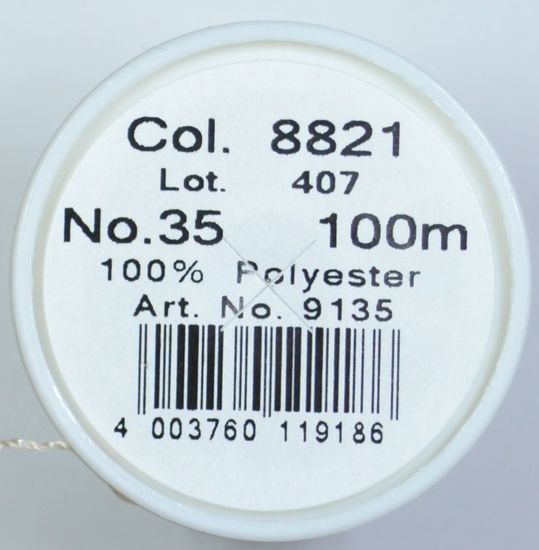 Col. 8821
Lot. 407
No.35 100m
100% Polyester
Art. No. 9135
4 003760 119186